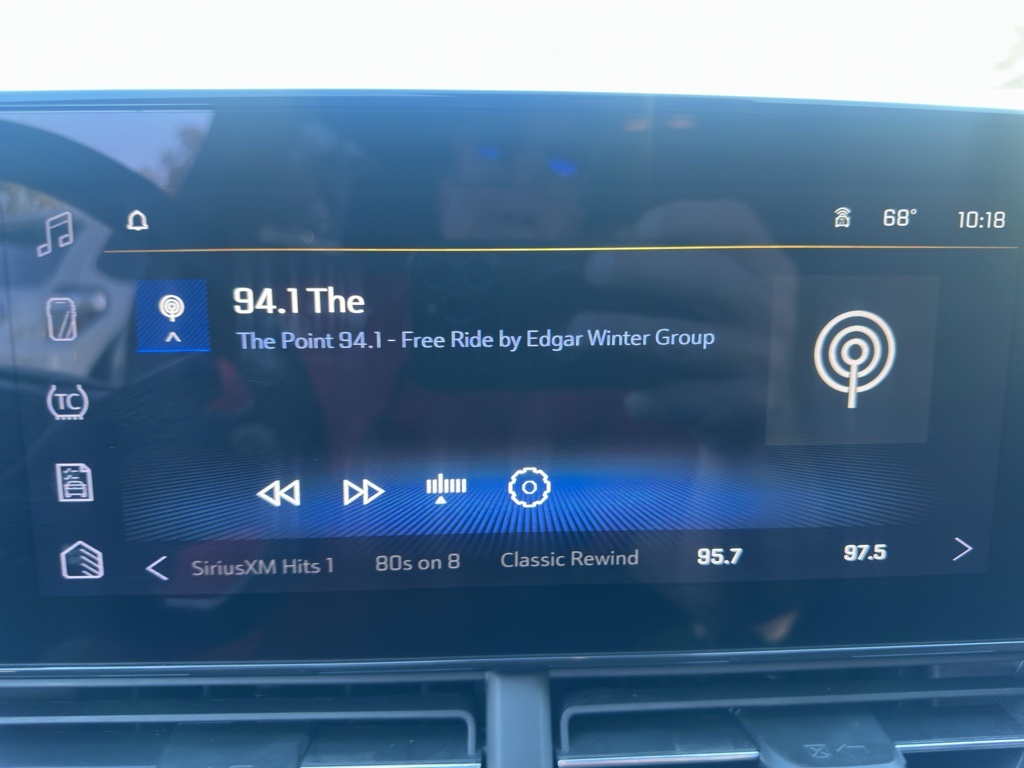 68° 10:18
94.1 The
The Point 94.1 - Free Ride by Edgar Winter Group
TC
SiriusXM Hits 1 80s on 8 Classic Rewind 95.7 97.5